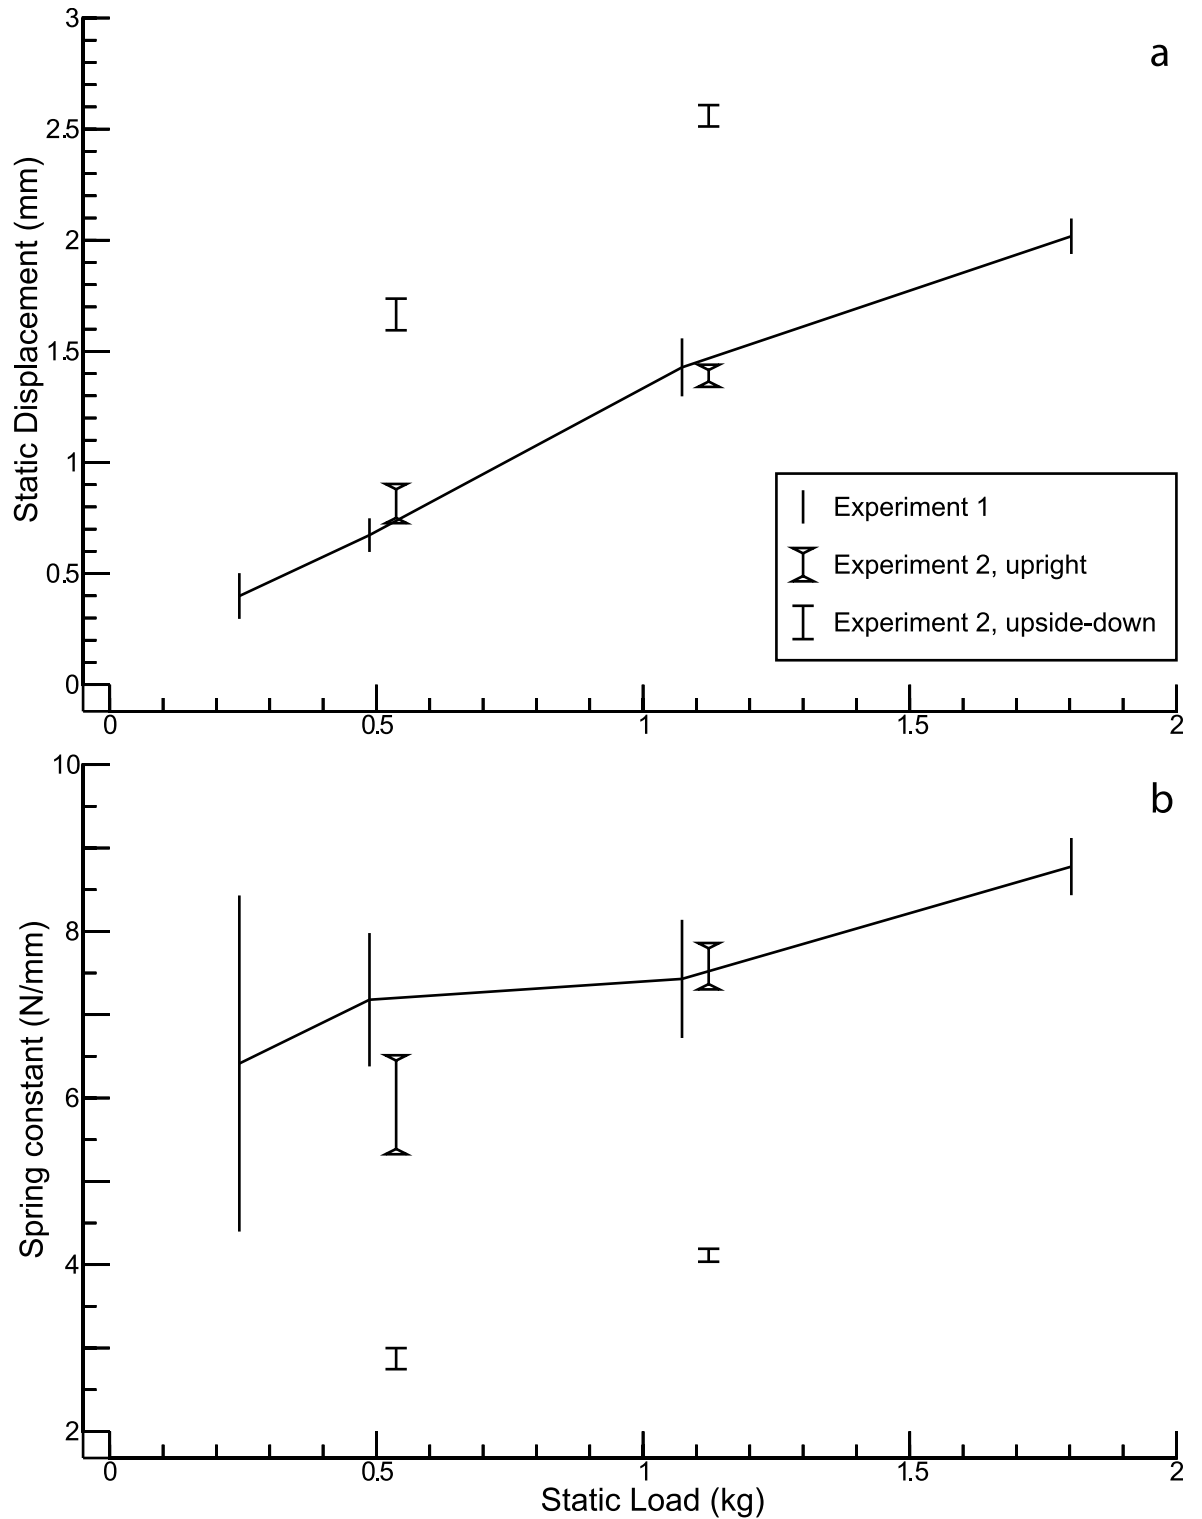 a
Static Displacement (mm)
3
2.5
2
1.5
1
0.5
0
Experiment 1
Experiment 2, upright
Experiment 2, upside-down
0 0.5 1 1.5 2
b
Spring constant (N/mm)
10
8
6
4
2
0 0.5 1 1.5 2
Static Load (kg)